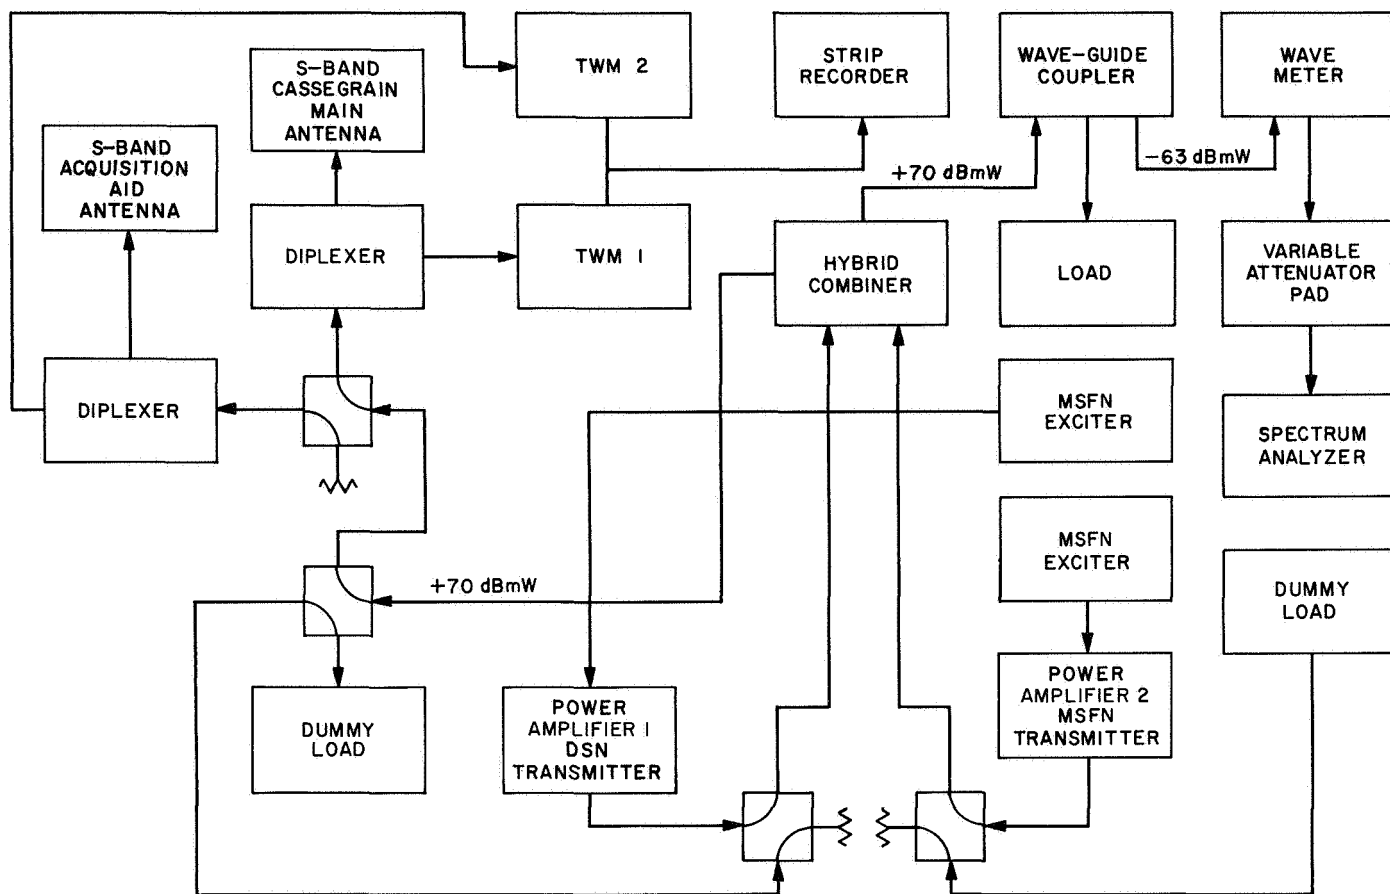 TWM 2
STRIP
RECORDER
WAVE-GUIDE
COUPLER
WAVE
METER
S-BAND
CASSEGRAIN
MAIN
ANTENNA
S-BAND
ACQUISITION
AID
ANTENNA
+70 dBmW
-63 dBmW
DIPLEXER
TWM 1
HYBRID
COMBINER
LOAD
VARIABLE
ATTENUATOR
PAD
DIPLEXER
MSFN
EXCITER
SPECTRUM
ANALYZER
MSFN
EXCITER
+70 dBmW
DUMMY
LOAD
DUMMY
LOAD
POWER
AMPLIFIER 1
DSN
TRANSMITTER
POWER
AMPLIFIER 2
MSFN
TRANSMITTER